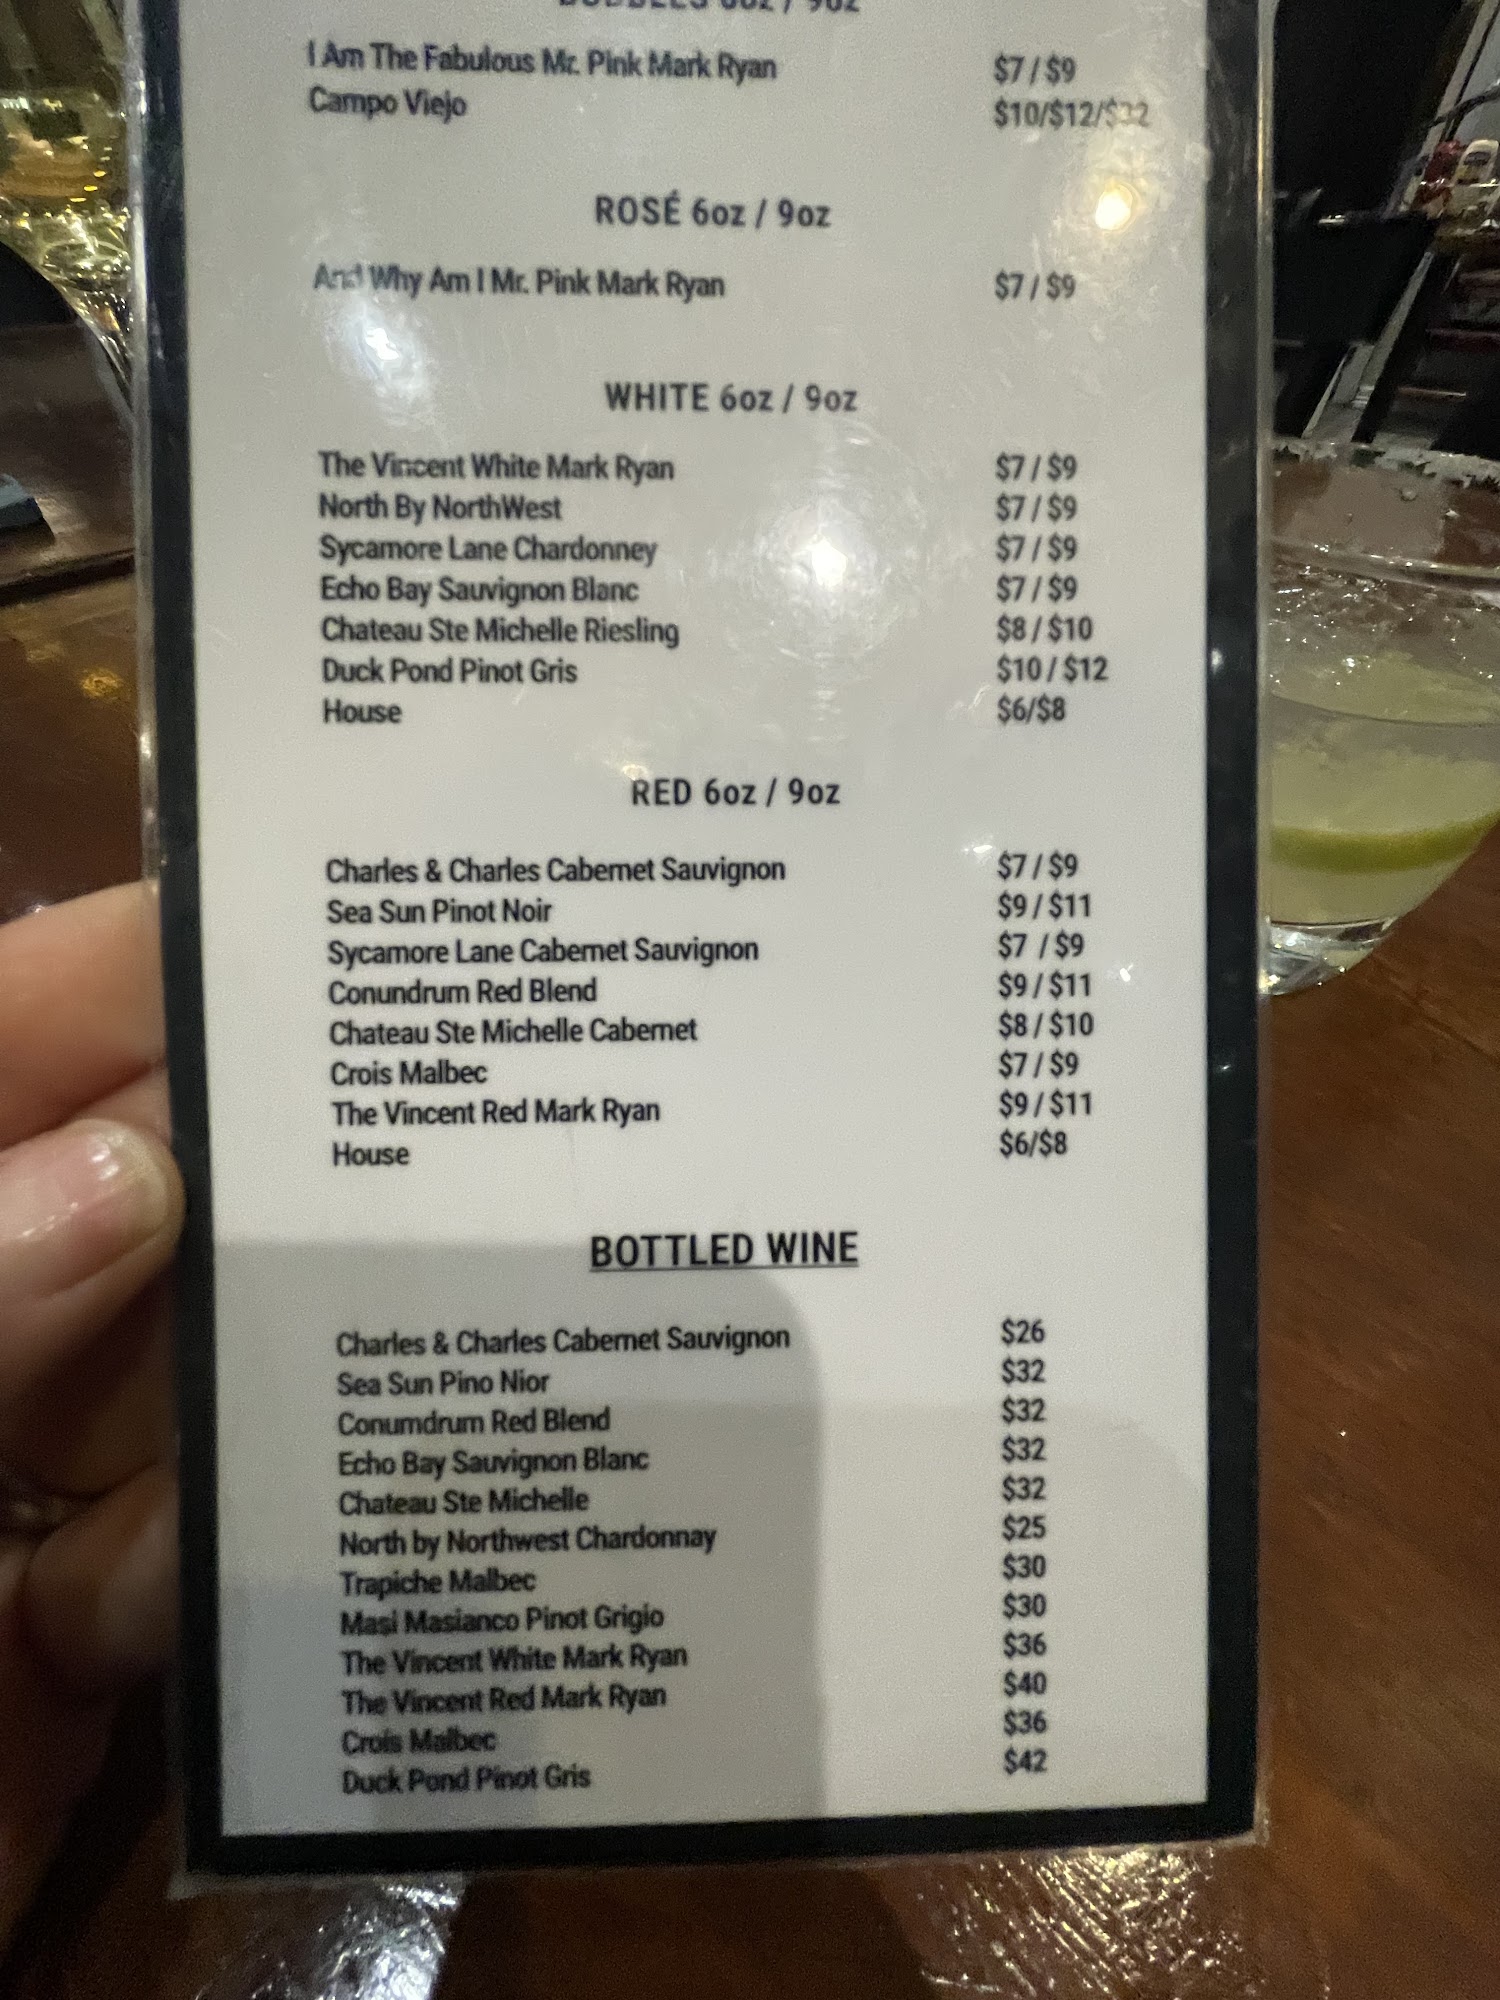 BUBBLES 6oz / 9oz
I Am The Fabulous Mr. Pink Mark Ryan $7 / $9
Campo Viejo $10/$12/$32
ROSÉ 6oz / 9oz
And Why Am I Mr. Pink Mark Ryan $7 / $9
WHITE 6oz / 9oz
The Vincent White Mark Ryan $7 / $9
North By NorthWest $7 / $9
Sycamore Lane Chardonney $7 / $9
Echo Bay Sauvignon Blanc $7 / $9
Chateau Ste Michelle Riesling $8 / $10
Duck Pond Pinot Gris $10 / $12
House $6/$8
RED 6oz / 9oz
Charles & Charles Cabernet Sauvignon $7 / $9
Sea Sun Pinot Noir $9 / $11
Sycamore Lane Cabernet Sauvignon $7 / $9
Conundrum Red Blend $9 / $11
Chateau Ste Michelle Cabernet $8 / $10
Crois Malbec $7 / $9
The Vincent Red Mark Ryan $9 / $11
House $6/$8
BOTTLED WINE
Charles & Charles Cabernet Sauvignon $26
Sea Sun Pino Nior $32
Conumdrum Red Blend $32
Echo Bay Sauvignon Blanc $32
Chateau Ste Michelle $32
North by Northwest Chardonnay $25
Trapiche Malbec $30
Masi Masianco Pinot Grigio $30
The Vincent White Mark Ryan $36
The Vincent Red Mark Ryan $40
Crois Malbec $36
Duck Pond Pinot Gris $42